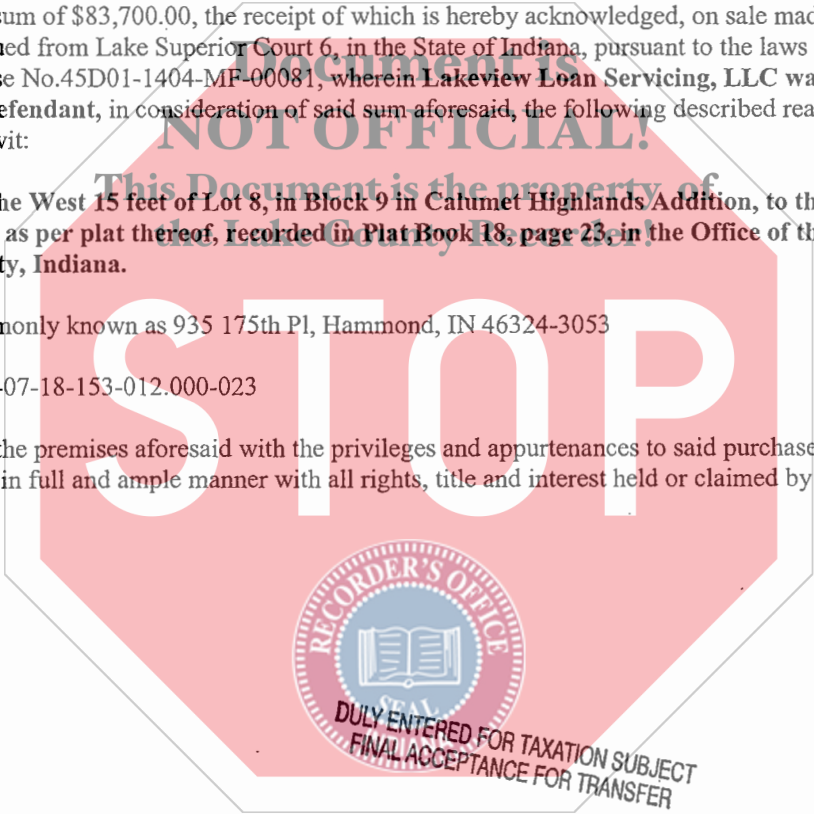 sum of $83,700.00, the receipt of which is hereby acknowledged, on sale mad
ued from Lake Superior Court 6, in the State of Indiana, pursuant to the laws
se No.45D01-1404-MF-00081, wherein Lakeview Loan Servicing, LLC wa
efendant, in consideration of said sum aforesaid, the following described rea
vit:
Document is
NOT OFFICIAL!
This Document is the property of
the Lake County Recorder!
he West 15 feet of Lot 8, in Block 9 in Calumet Highlands Addition, to th
as per plat thereof, recorded in Plat Book 18, page 23, in the Office of th
ty, Indiana.
monly known as 935 175th Pl, Hammond, IN 46324-3053
-07-18-153-012.000-023
STOP
the premises aforesaid with the privileges and appurtenances to said purchase
in full and ample manner with all rights, title and interest held or claimed by
RECORDER'S OFFICE
SEAL
INDIANA
DULY ENTERED FOR TAXATION SUBJECT
FINAL ACCEPTANCE FOR TRANSFER